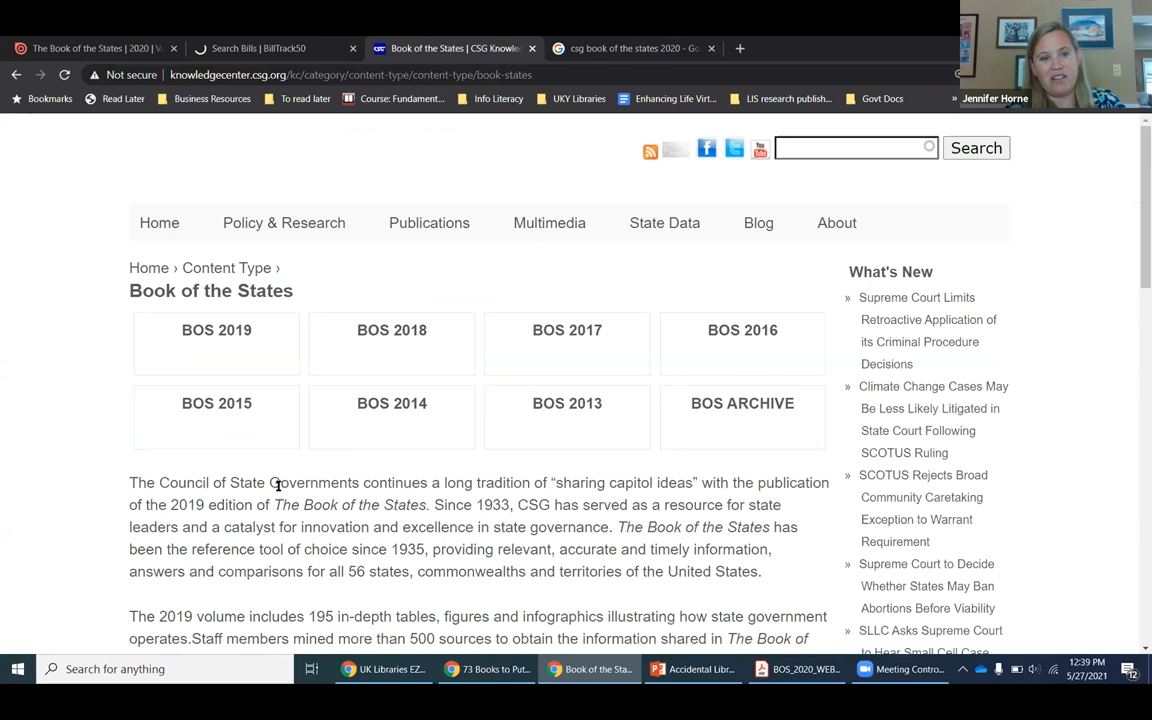 The Book of the States | 2020 | V
Search Bills | BillTrack50
CSG
Book of the States | CSG Knowle
csg book of the states 2020 - Go
Not secure
knowledgecenter.csg.org/kc/category/content-type/content-type/book-states
Bookmarks
Read Later
Business Resources
To read later
Course: Fundament...
Info Literacy
UKY Libraries
Enhancing Life Virt...
LIS research publish...
Govt Docs
»
Jennifer Horne
Search
Home
Policy & Research
Publications
Multimedia
State Data
Blog
About
Home › Content Type ›
Book of the States
BOS 2019
BOS 2018
BOS 2017
BOS 2016
BOS 2015
BOS 2014
BOS 2013
BOS ARCHIVE
The Council of State Governments continues a long tradition of “sharing capitol ideas” with the publication
of the 2019 edition of The Book of the States. Since 1933, CSG has served as a resource for state
leaders and a catalyst for innovation and excellence in state governance. The Book of the States has
been the reference tool of choice since 1935, providing relevant, accurate and timely information,
answers and comparisons for all 56 states, commonwealths and territories of the United States.
The 2019 volume includes 195 in-depth tables, figures and infographics illustrating how state government
operates.Staff members mined more than 500 sources to obtain the information shared in The Book of
What's New
» Supreme Court Limits
Retroactive Application of
its Criminal Procedure
Decisions
» Climate Change Cases May
Be Less Likely Litigated in
State Court Following
SCOTUS Ruling
» SCOTUS Rejects Broad
Community Caretaking
Exception to Warrant
Requirement
» Supreme Court to Decide
Whether States May Ban
Abortions Before Viability
» SLLC Asks Supreme Court
to Hear Small Cell Case
Search for anything
UK Libraries EZ...
73 Books to Put...
Book of the Sta...
Accidental Libr...
BOS_2020_WEB...
Meeting Contro...
12:39 PM
5/27/2021
12